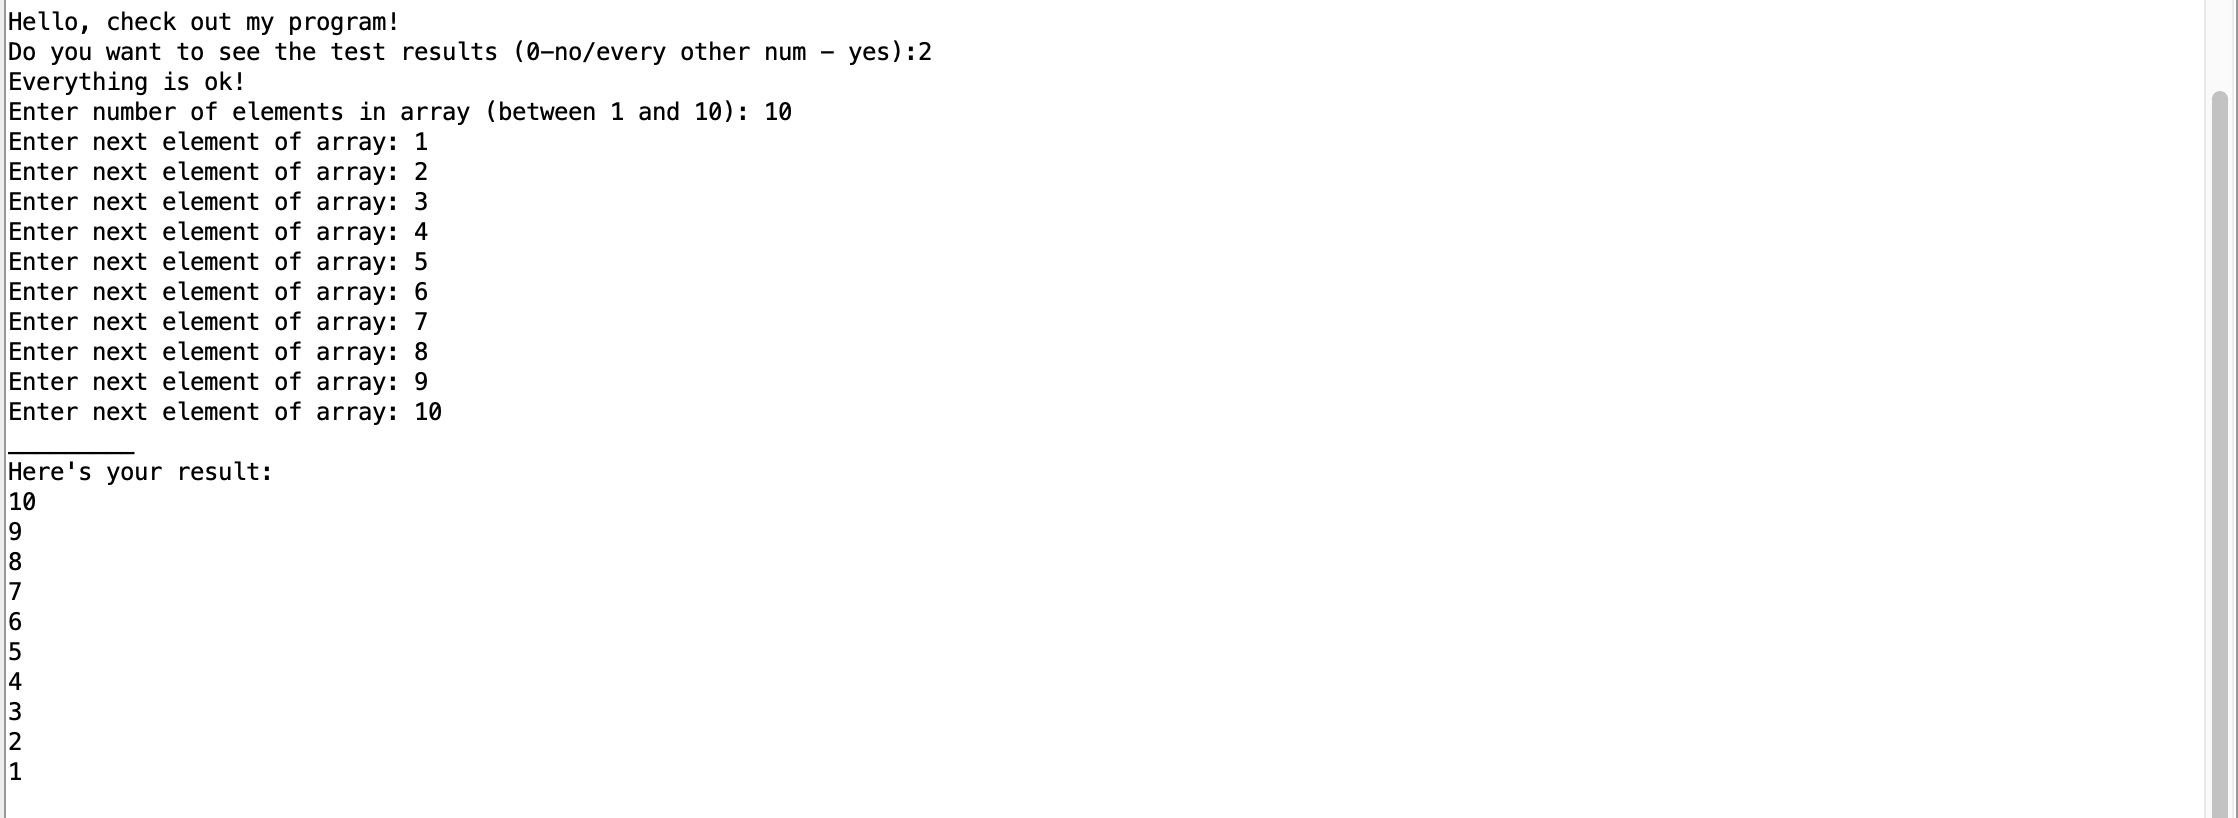 Hello, check out my program!
Do you want to see the test results (0-no/every other num - yes):2
Everything is ok!
Enter number of elements in array (between 1 and 10): 10
Enter next element of array: 1
Enter next element of array: 2
Enter next element of array: 3
Enter next element of array: 4
Enter next element of array: 5
Enter next element of array: 6
Enter next element of array: 7
Enter next element of array: 8
Enter next element of array: 9
Enter next element of array: 10
_________
Here's your result:
10
9
8
7
6
5
4
3
2
1